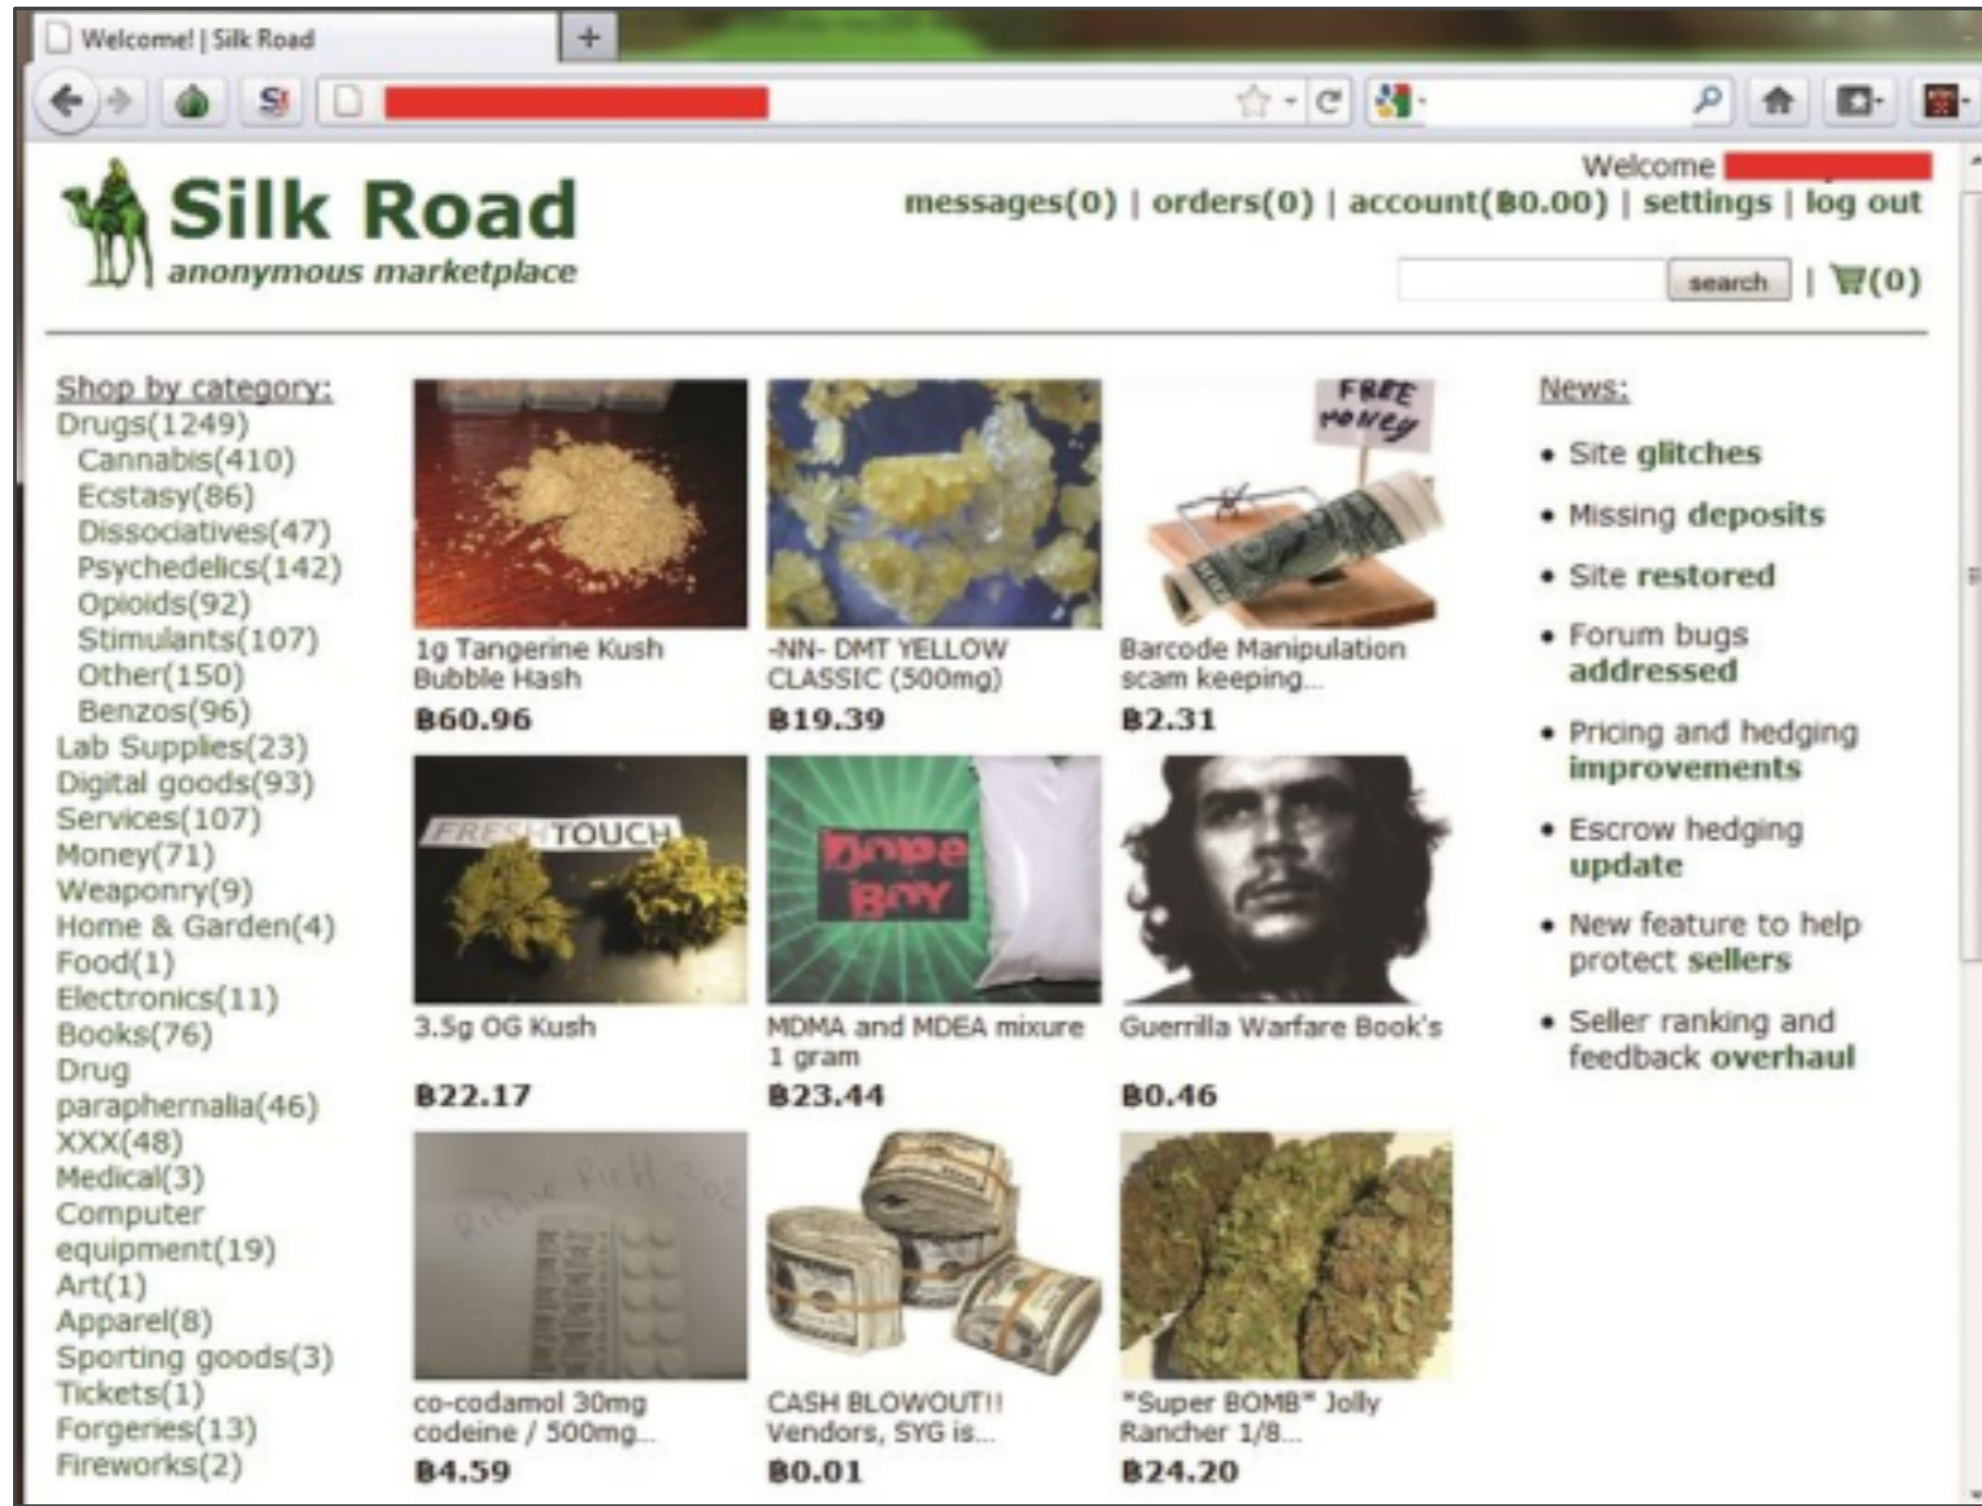 Welcome! | Silk Road
+
Welcome
Silk Road
anonymous marketplace
messages(0) | orders(0) | account(฿0.00) | settings | log out
search | (0)
Shop by category:
Drugs(1249)
Cannabis(410)
Ecstasy(86)
Dissociatives(47)
Psychedelics(142)
Opioids(92)
Stimulants(107)
Other(150)
Benzos(96)
Lab Supplies(23)
Digital goods(93)
Services(107)
Money(71)
Weaponry(9)
Home & Garden(4)
Food(1)
Electronics(11)
Books(76)
Drug
paraphernalia(46)
XXX(48)
Medical(3)
Computer
equipment(19)
Art(1)
Apparel(8)
Sporting goods(3)
Tickets(1)
Forgeries(13)
Fireworks(2)
1g Tangerine Kush
Bubble Hash
฿60.96
-NN- DMT YELLOW
CLASSIC (500mg)
฿19.39
FREE
MONEY
Barcode Manipulation
scam keeping...
฿2.31
FRESHTOUCH
3.5g OG Kush
฿22.17
Dope
BOY
MDMA and MDEA mixure
1 gram
฿23.44
Guerrilla Warfare Book's
฿0.46
Richie Rich 302
co-codamol 30mg
codeine / 500mg...
฿4.59
CASH BLOWOUT!!
Vendors, SYG is...
฿0.01
"Super BOMB" Jolly
Rancher 1/8...
฿24.20
News:
• Site glitches
• Missing deposits
• Site restored
• Forum bugs
addressed
• Pricing and hedging
improvements
• Escrow hedging
update
• New feature to help
protect sellers
• Seller ranking and
feedback overhaul